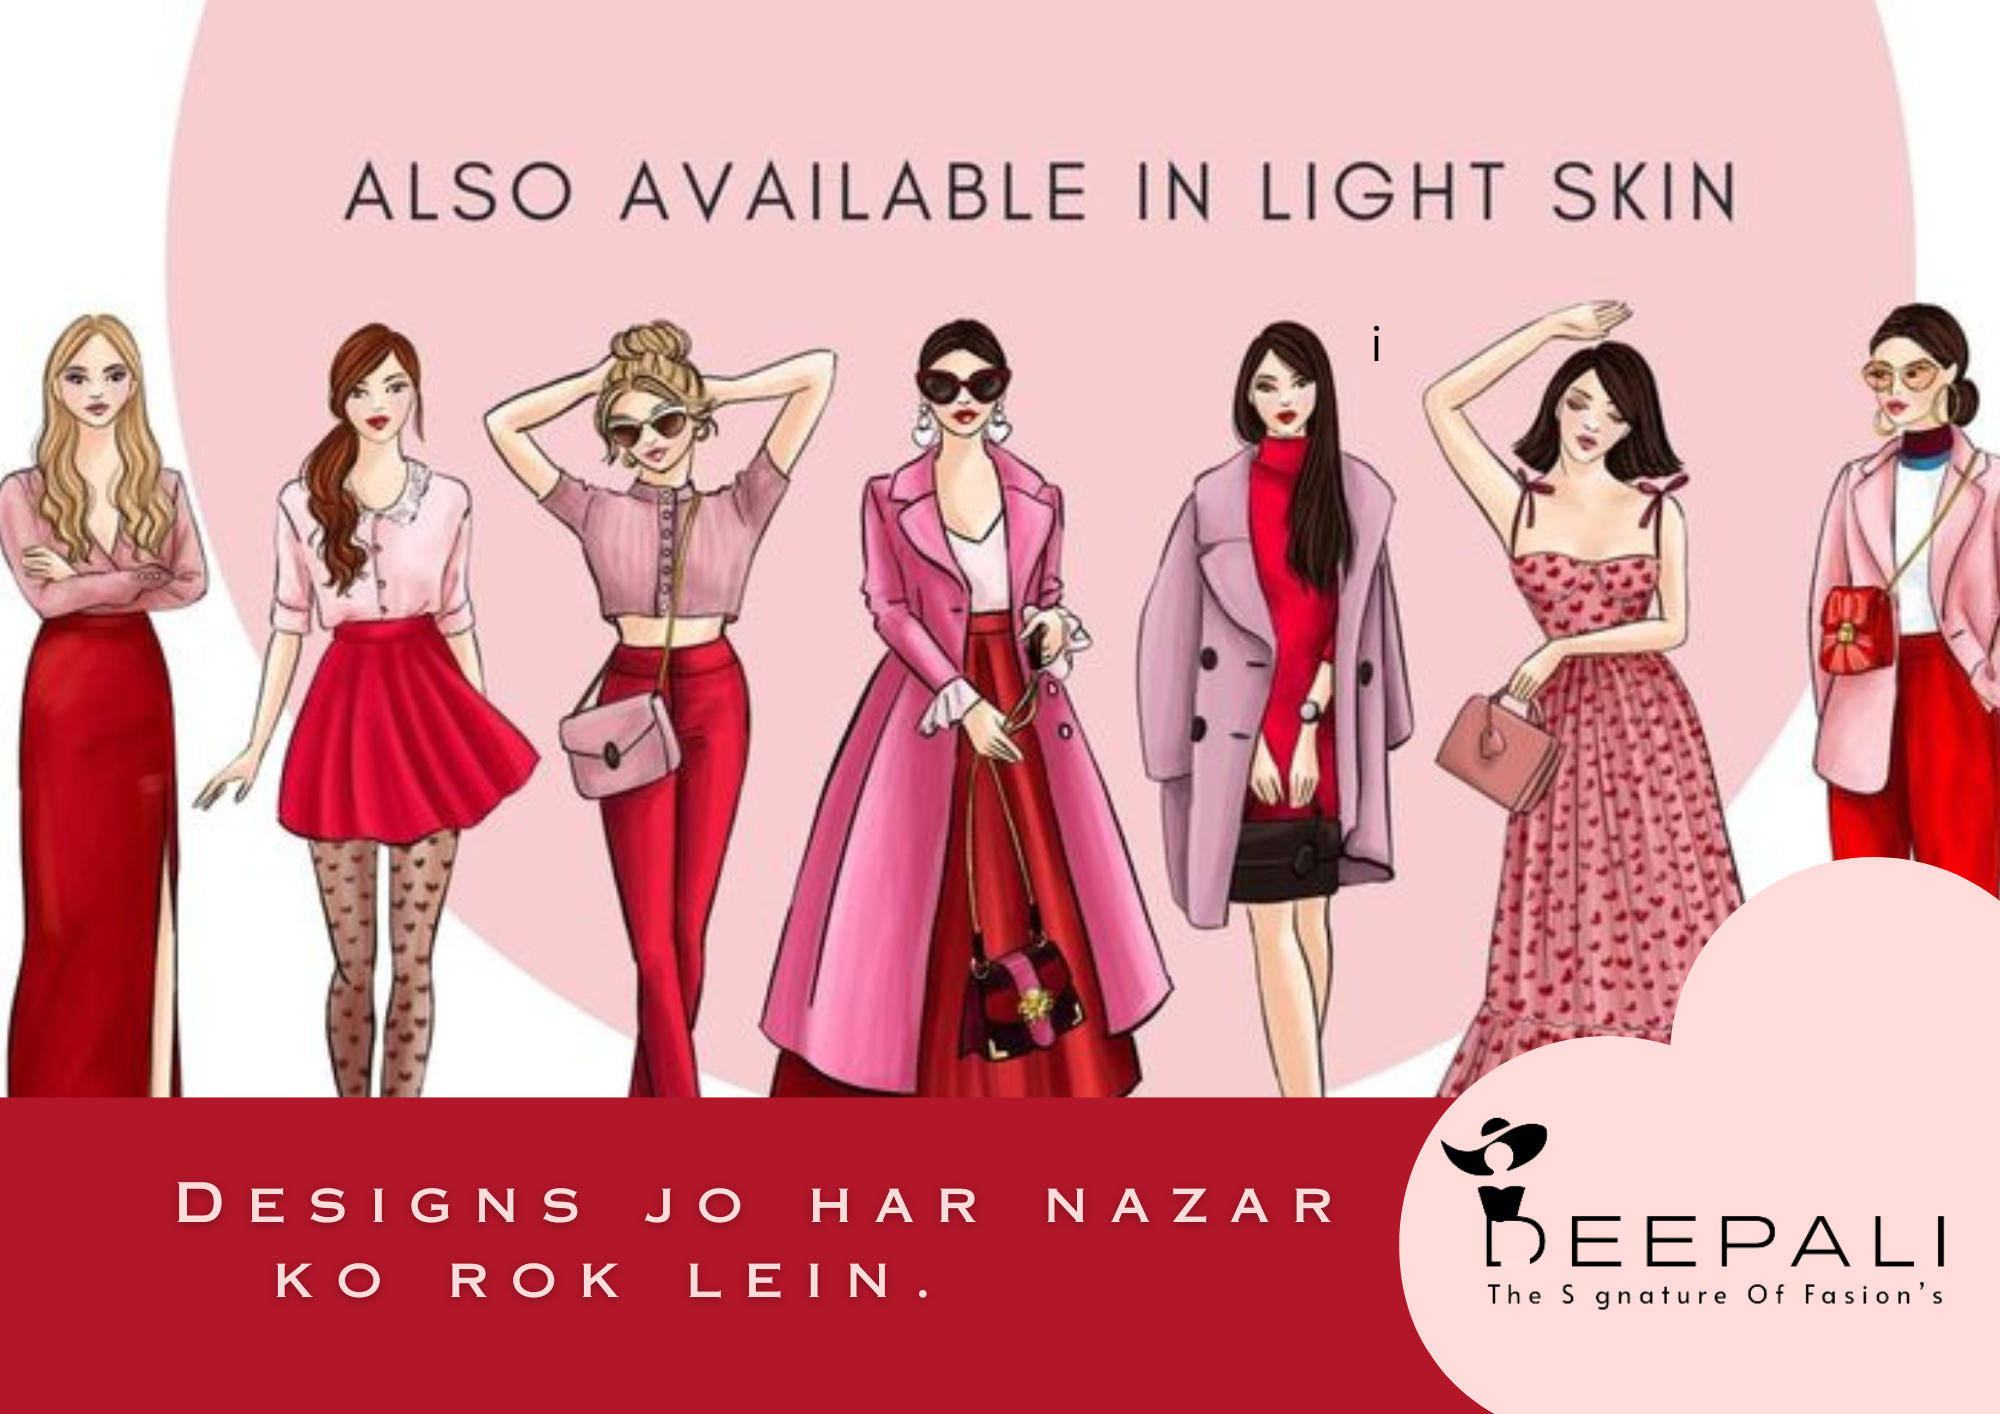 ALSO AVAILABLE IN LIGHT SKIN
i
DESIGNS JO HAR NAZAR
KO ROK LEIN.
DEEPALI
The S gnature Of Fasion's